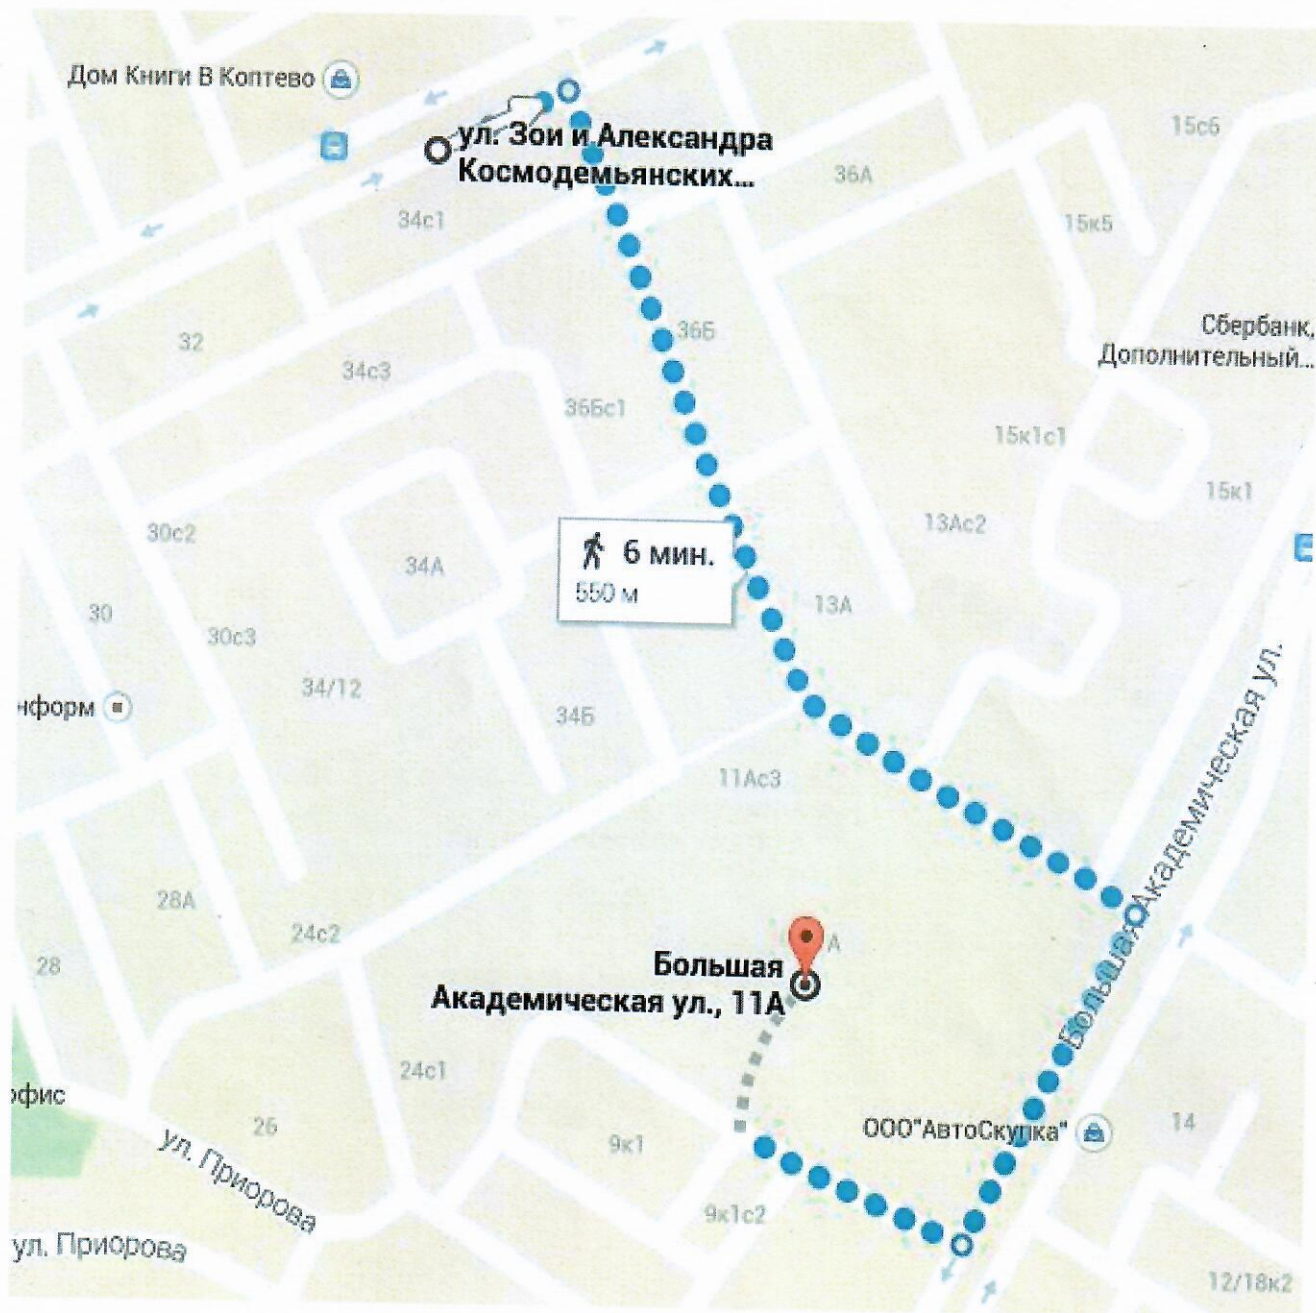 Дом Книги В Коптево
ул. Зои и Александра
Космодемьянских...
15с6
36А
34с1
15к5
36Б
32
34с3
Сбербанк,
Дополнительный...
36Бс1
15к1с1
15к1
13Ас2
30с2
6 мин.
550 м
34А
13А
30
30с3
34/12
нформ
34Б
Большая Академическая ул.
11Ас3
28А
24с2
28
А
Большая
Академическая ул., 11А
24с1
офис
26
ООО"АвтоСкупка"
14
9к1
ул. Приорова
9к1с2
ул. Приорова
12/18к2